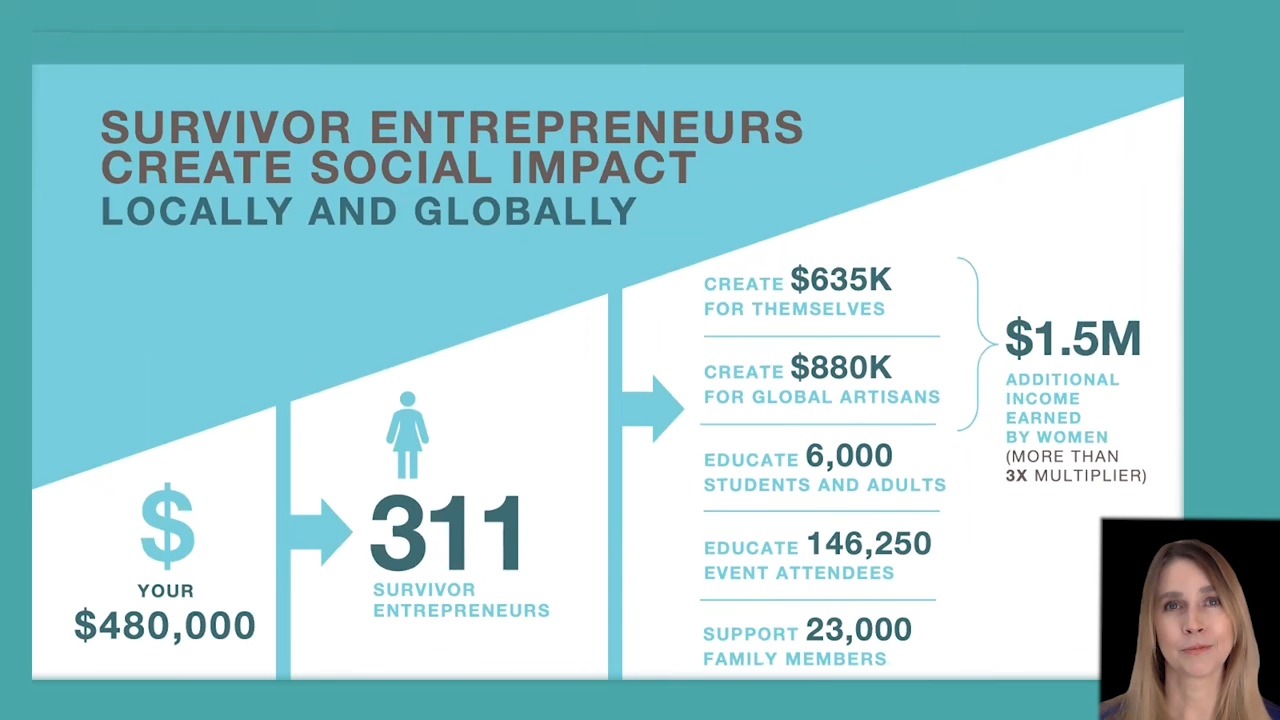 SURVIVOR ENTREPRENEURS
CREATE SOCIAL IMPACT
LOCALLY AND GLOBALLY
$
YOUR
$480,000
311
SURVIVOR
ENTREPRENEURS
CREATE $635K
FOR THEMSELVES
CREATE $880K
FOR GLOBAL ARTISANS
EDUCATE 6,000
STUDENTS AND ADULTS
EDUCATE 146,250
EVENT ATTENDEES
SUPPORT 23,000
FAMILY MEMBERS
$1.5M
ADDITIONAL
INCOME
EARNED
BY WOMEN
(MORE THAN
3X MULTIPLIER)